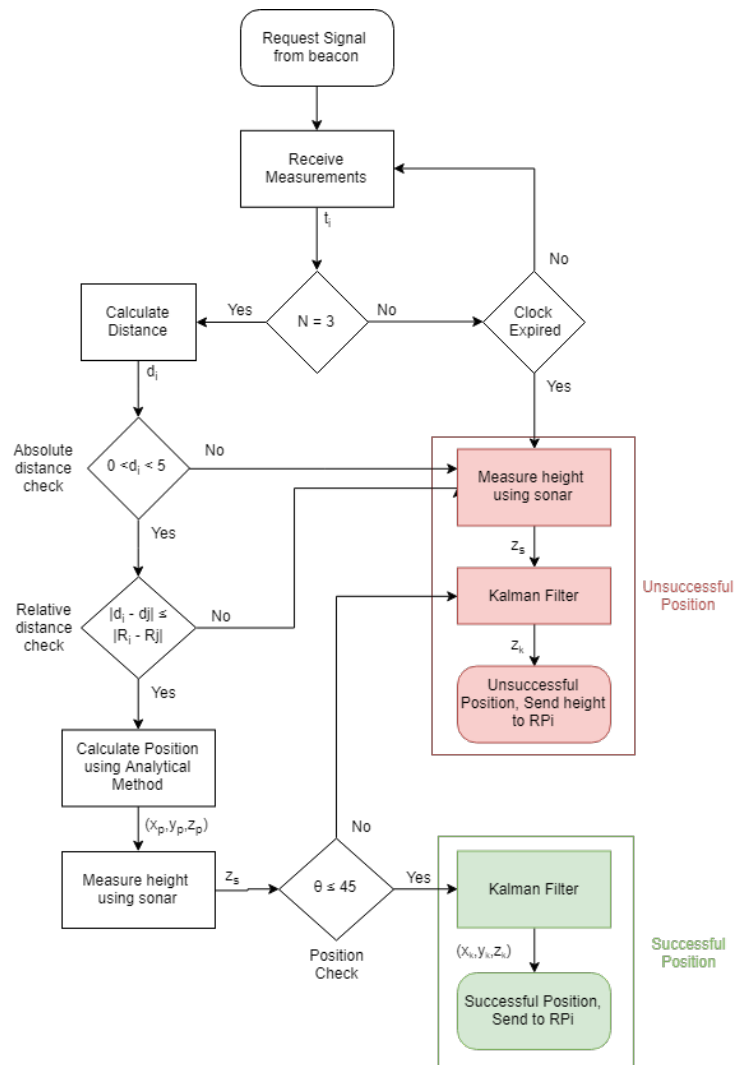 Request Signal
from beacon
Receive
Measurements
tᵢ
No
Calculate
Distance
Yes
N = 3
No
Clock
Expired
dᵢ
Yes
Absolute
distance
check
0 <dᵢ < 5
No
Measure height
using sonar
Yes
zₛ
Relative
distance
check
|dᵢ - dj| ≤
|Rᵢ - Rj|
No
Kalman Filter
Unsuccessful
Position
zₖ
Yes
Unsuccessful
Position, Send height
to RPi
Calculate Position
using Analytical
Method
(xₚ,yₚ,zₚ)
No
Measure height
using sonar
zₛ
θ ≤ 45
Yes
Kalman Filter
Position
Check
(xₖ,yₖ,zₖ)
Successful
Position
Successful Position,
Send to RPi